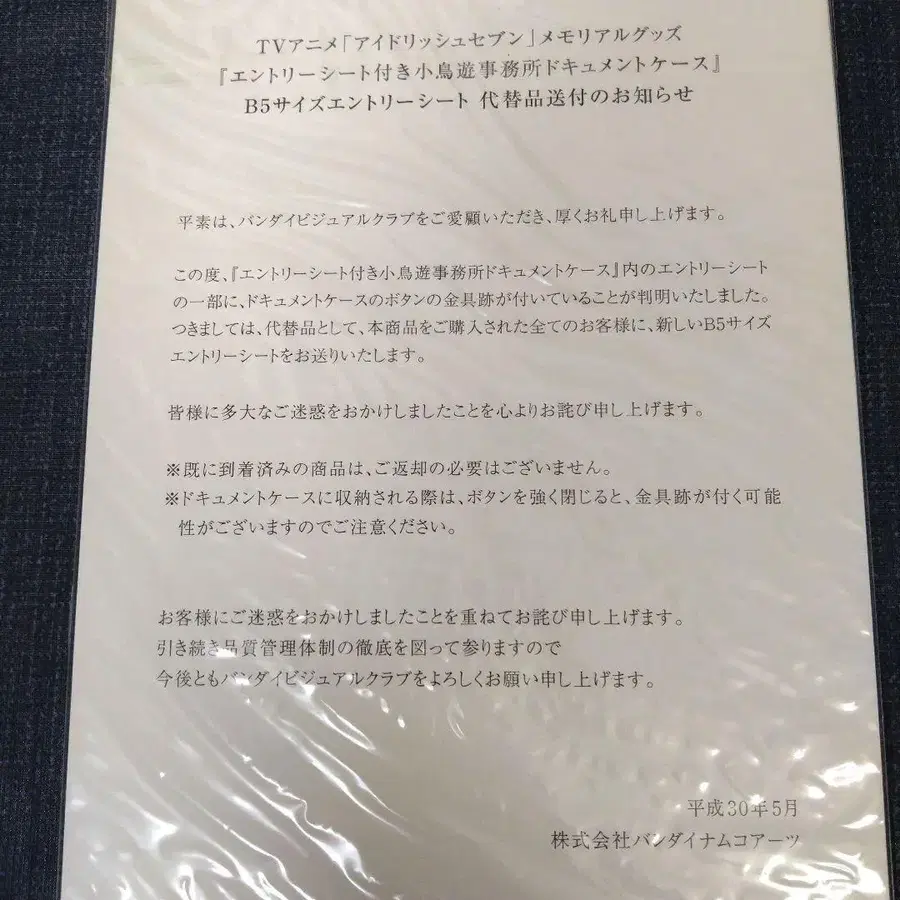 TVアニメ「アイドリッシュセブン」メモリアルグッズ
『エントリーシート付き小鳥遊事務所ドキュメントケース』
B5サイズエントリーシート 代替品送付のお知らせ
平素は、バンダイビジュアルクラブをご愛顧いただき、厚くお礼申し上げます。
この度、『エントリーシート付き小鳥遊事務所ドキュメントケース』内のエントリーシート
の一部に、ドキュメントケースのボタンの金具跡が付いていることが判明いたしました。
つきましては、代替品として、本商品をご購入された全てのお客様に、新しいB5サイズ
エントリーシートをお送りいたします。
皆様に多大なご迷惑をおかけしましたことを心よりお詫び申し上げます。
※既に到着済みの商品は、ご返却の必要はございません。
※ドキュメントケースに収納される際は、ボタンを強く閉じると、金具跡が付く可能
性がございますのでご注意ください。
お客様にご迷惑をおかけしましたことを重ねてお詫び申し上げます。
引き続き品質管理体制の徹底を図って参りますので
今後ともバンダイビジュアルクラブをよろしくお願い申し上げます。
平成30年5月
株式会社バンダイナムコアーツ